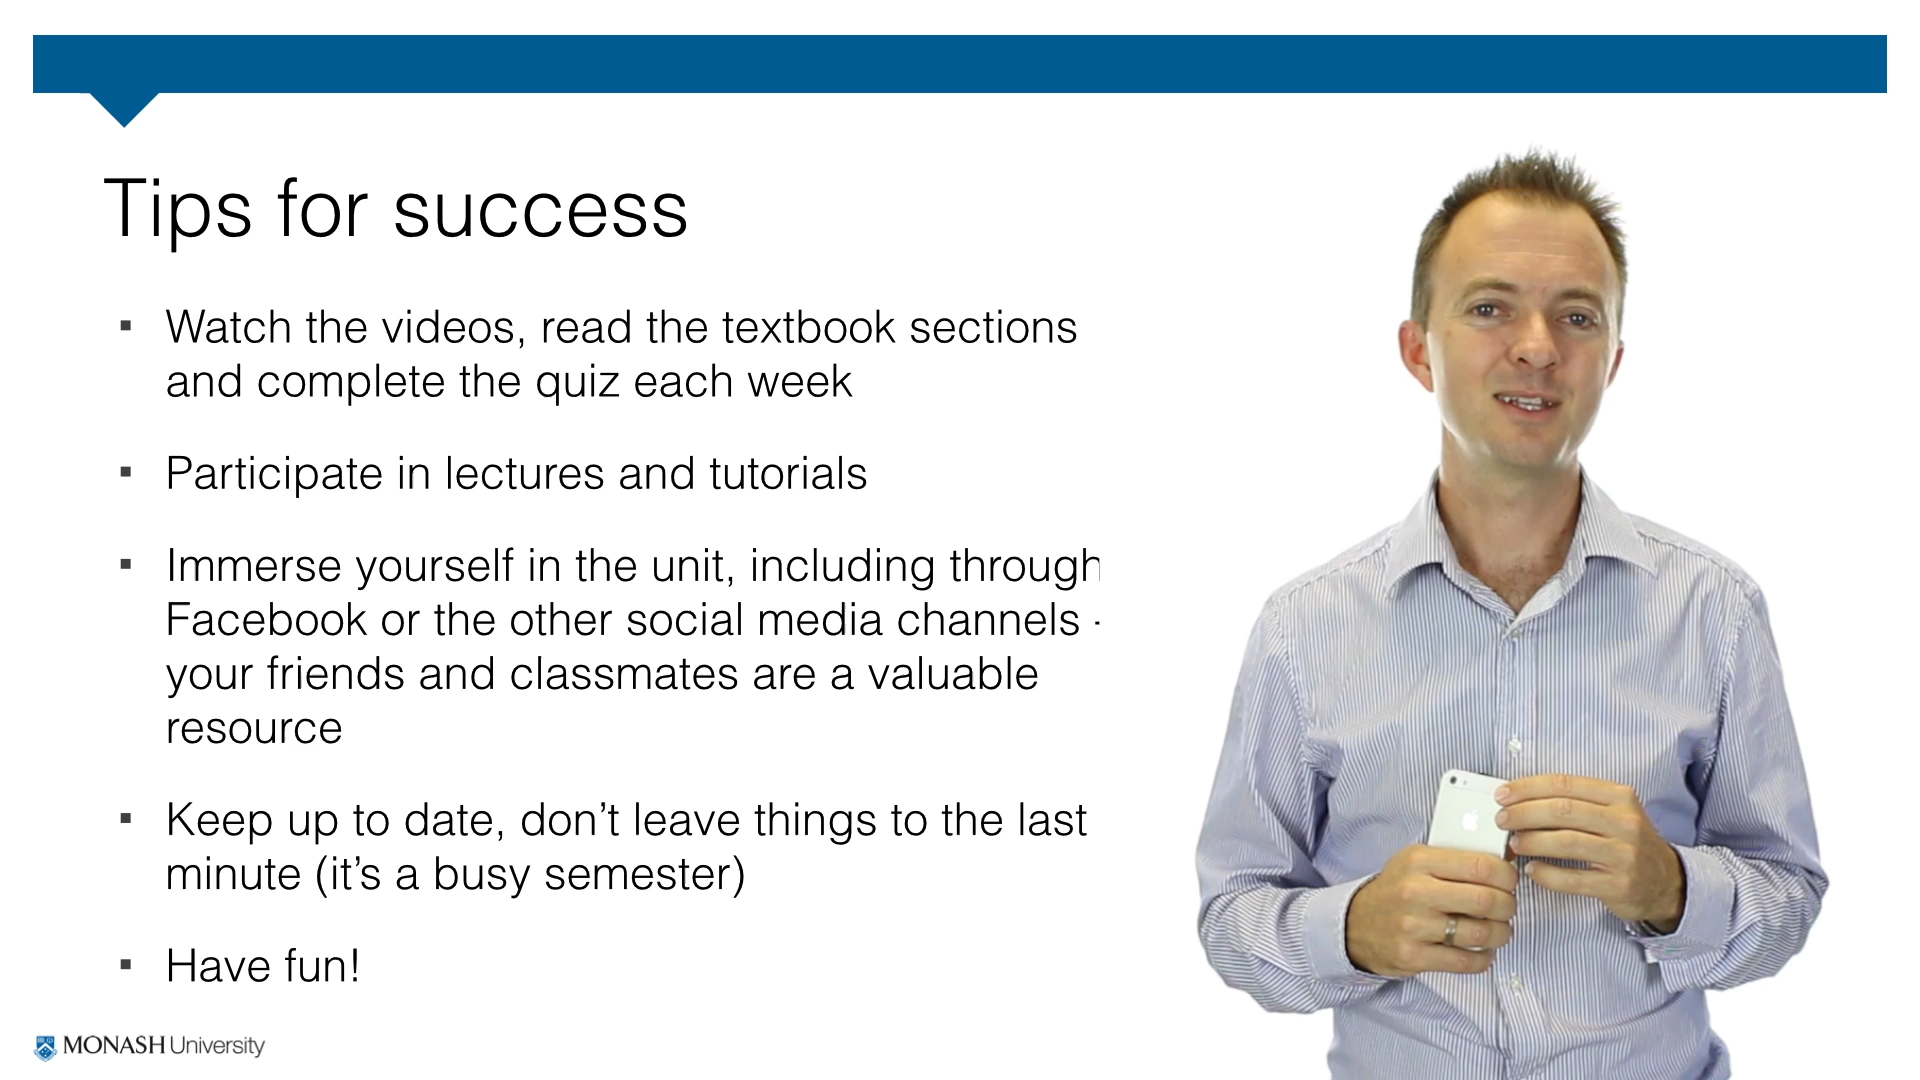 Tips for success
▪ Watch the videos, read the textbook sections
and complete the quiz each week
▪ Participate in lectures and tutorials
▪ Immerse yourself in the unit, including through
Facebook or the other social media channels -
your friends and classmates are a valuable
resource
▪ Keep up to date, don’t leave things to the last
minute (it’s a busy semester)
▪ Have fun!
MONASH University